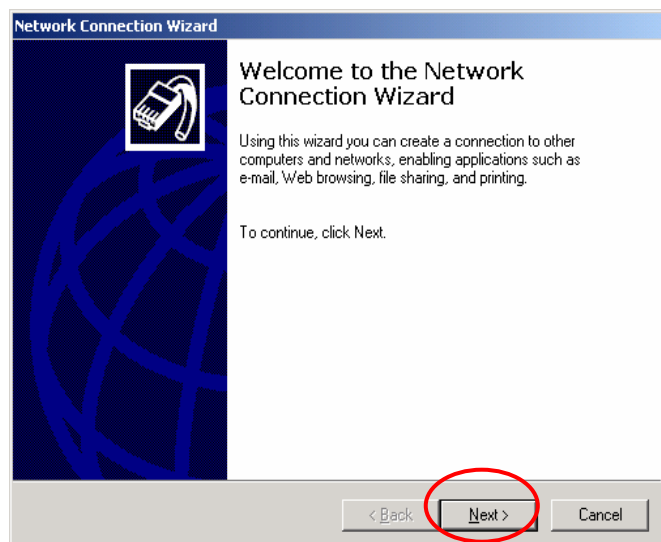 Network Connection Wizard
Welcome to the Network
Connection Wizard
Using this wizard you can create a connection to other
computers and networks, enabling applications such as
e-mail, Web browsing, file sharing, and printing.
To continue, click Next.
< Back
Next >
Cancel